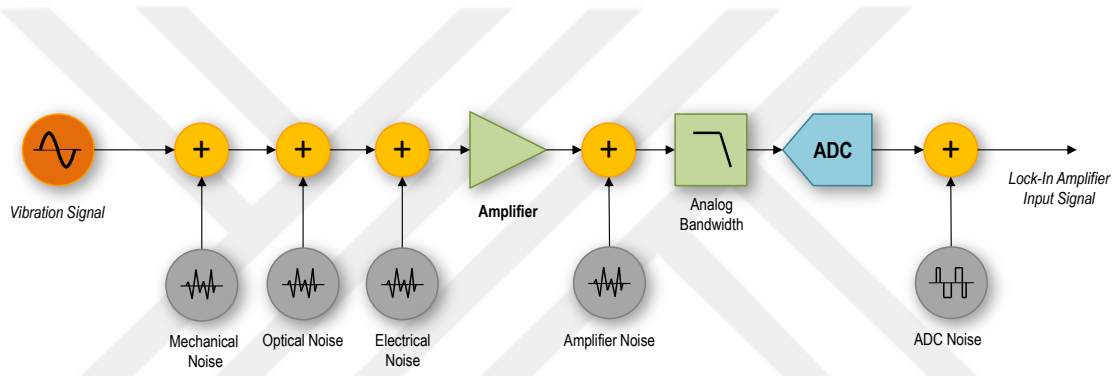 +
+
+
+
ADC
+
Vibration Signal
Amplifier
Analog
Bandwidth
Lock-In Amplifier
Input Signal
Mechanical
Noise
Optical Noise
Electrical
Noise
Amplifier Noise
ADC Noise